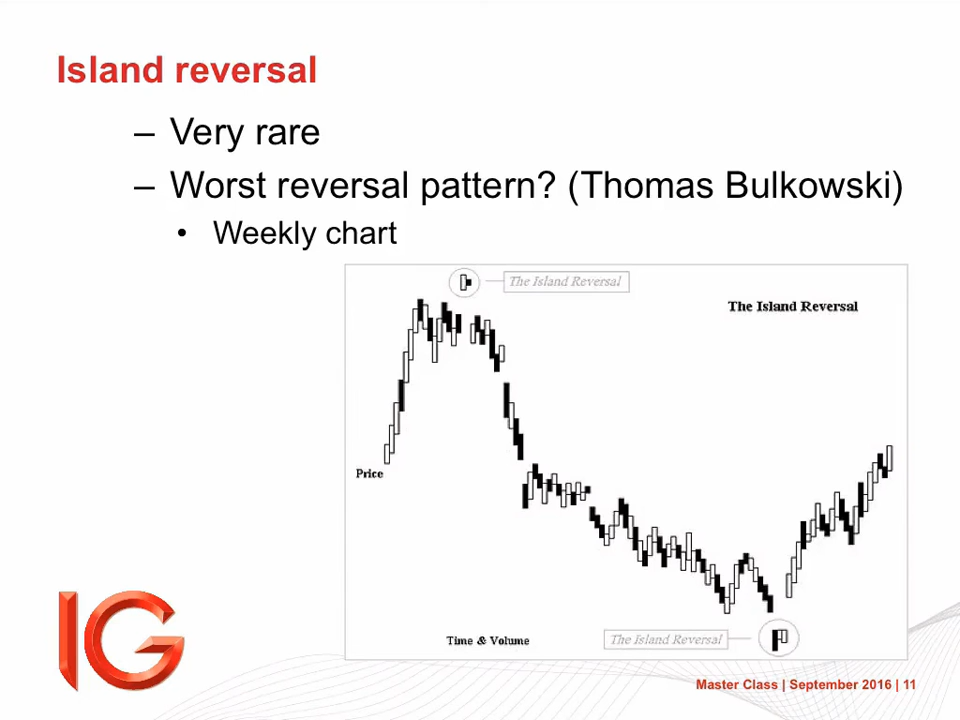 Island reversal
– Very rare
– Worst reversal pattern? (Thomas Bulkowski)
• Weekly chart
The Island Reversal
The Island Reversal
Price
Time & Volume
The Island Reversal
IG
Master Class | September 2016 | 11